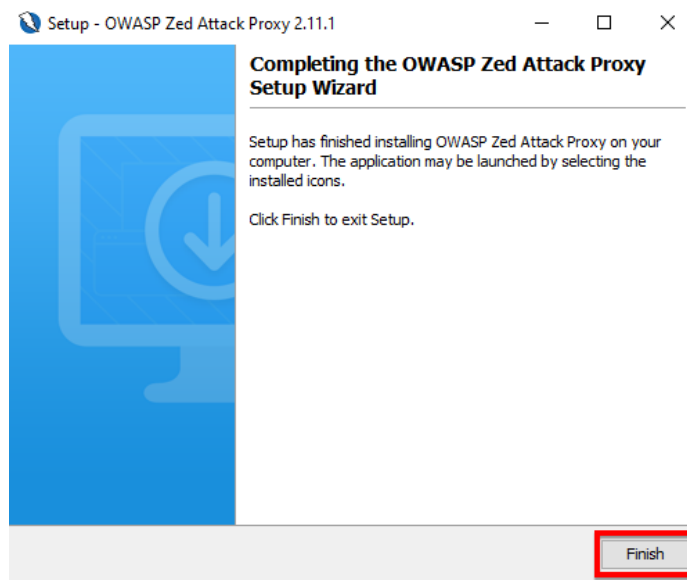 Setup - OWASP Zed Attack Proxy 2.11.1
Completing the OWASP Zed Attack Proxy
Setup Wizard
Setup has finished installing OWASP Zed Attack Proxy on your
computer. The application may be launched by selecting the
installed icons.
Click Finish to exit Setup.
Finish